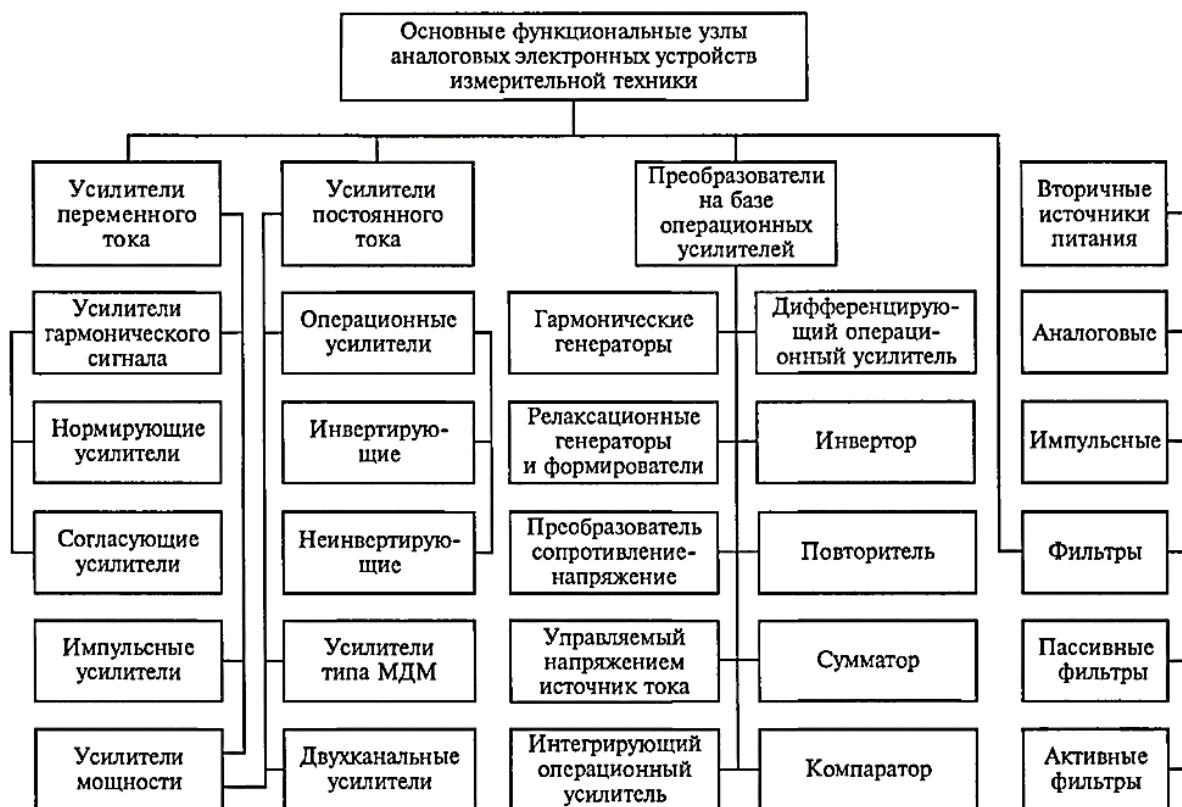 Основные функциональные узлы
аналоговых электронных устройств
измерительной техники
Усилители
переменного
тока
Усилители
постоянного
тока
Преобразователи
на базе
операционных
усилителей
Вторичные
источники
питания
Усилители
гармонического
сигнала
Операционные
усилители
Гармонические
генераторы
Дифференцирую-
щий операци-
онный усилитель
Аналоговые
Нормирующие
усилители
Инвертирую-
щие
Релаксационные
генераторы
и формирователи
Инвертор
Импульсные
Согласующие
усилители
Неинвертирую-
щие
Преобразователь
сопротивление-
напряжение
Повторитель
Фильтры
Импульсные
усилители
Усилители
типа МДМ
Управляемый
напряжением
источник тока
Сумматор
Пассивные
фильтры
Усилители
мощности
Двухканальные
усилители
Интегрирующий
операционный
усилитель
Компаратор
Активные
фильтры